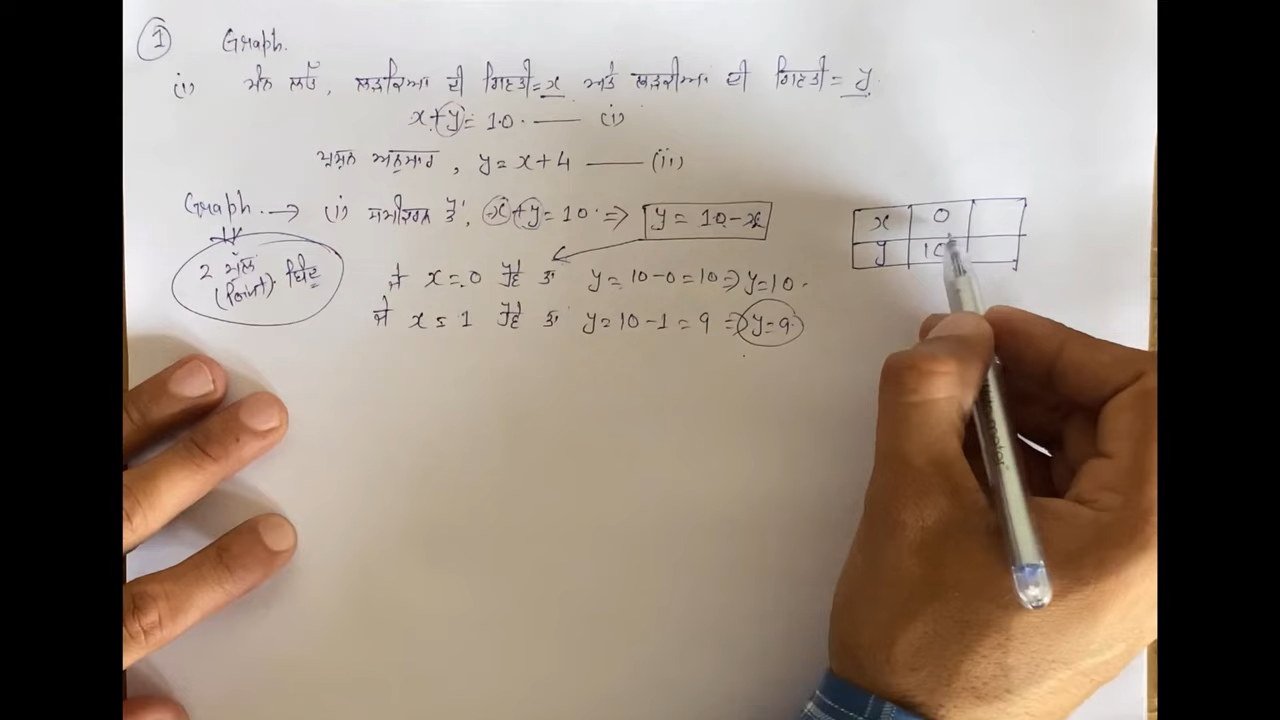 1 Graph.
(i) ਮੰਨ ਲਓ, ਲੜਕਿਆਂ ਦੀ ਗਿਣਤੀ = x ਅਤੇ ਲੜਕੀਆਂ ਦੀ ਗਿਣਤੀ = y.
x+y = 10. —— (i)
ਪ੍ਰਸ਼ਨ ਅਨੁਸਾਰ, y = x + 4 —— (ii)
Graph. → (i) ਸਮੀਕਰਨ ਤੋਂ, x+y = 10. ⇒ y = 10 - x
2 ਮੁੱਲ (Point). ਬਿੰਦੂ
ਜੇ x = 0 ਹੋਵੇ ਤਾਂ y = 10 - 0 = 10 ⇒ y = 10.
ਜੇ x = 1 ਹੋਵੇ ਤਾਂ y = 10 - 1 = 9 ⇒ y = 9.
x 0
y 10